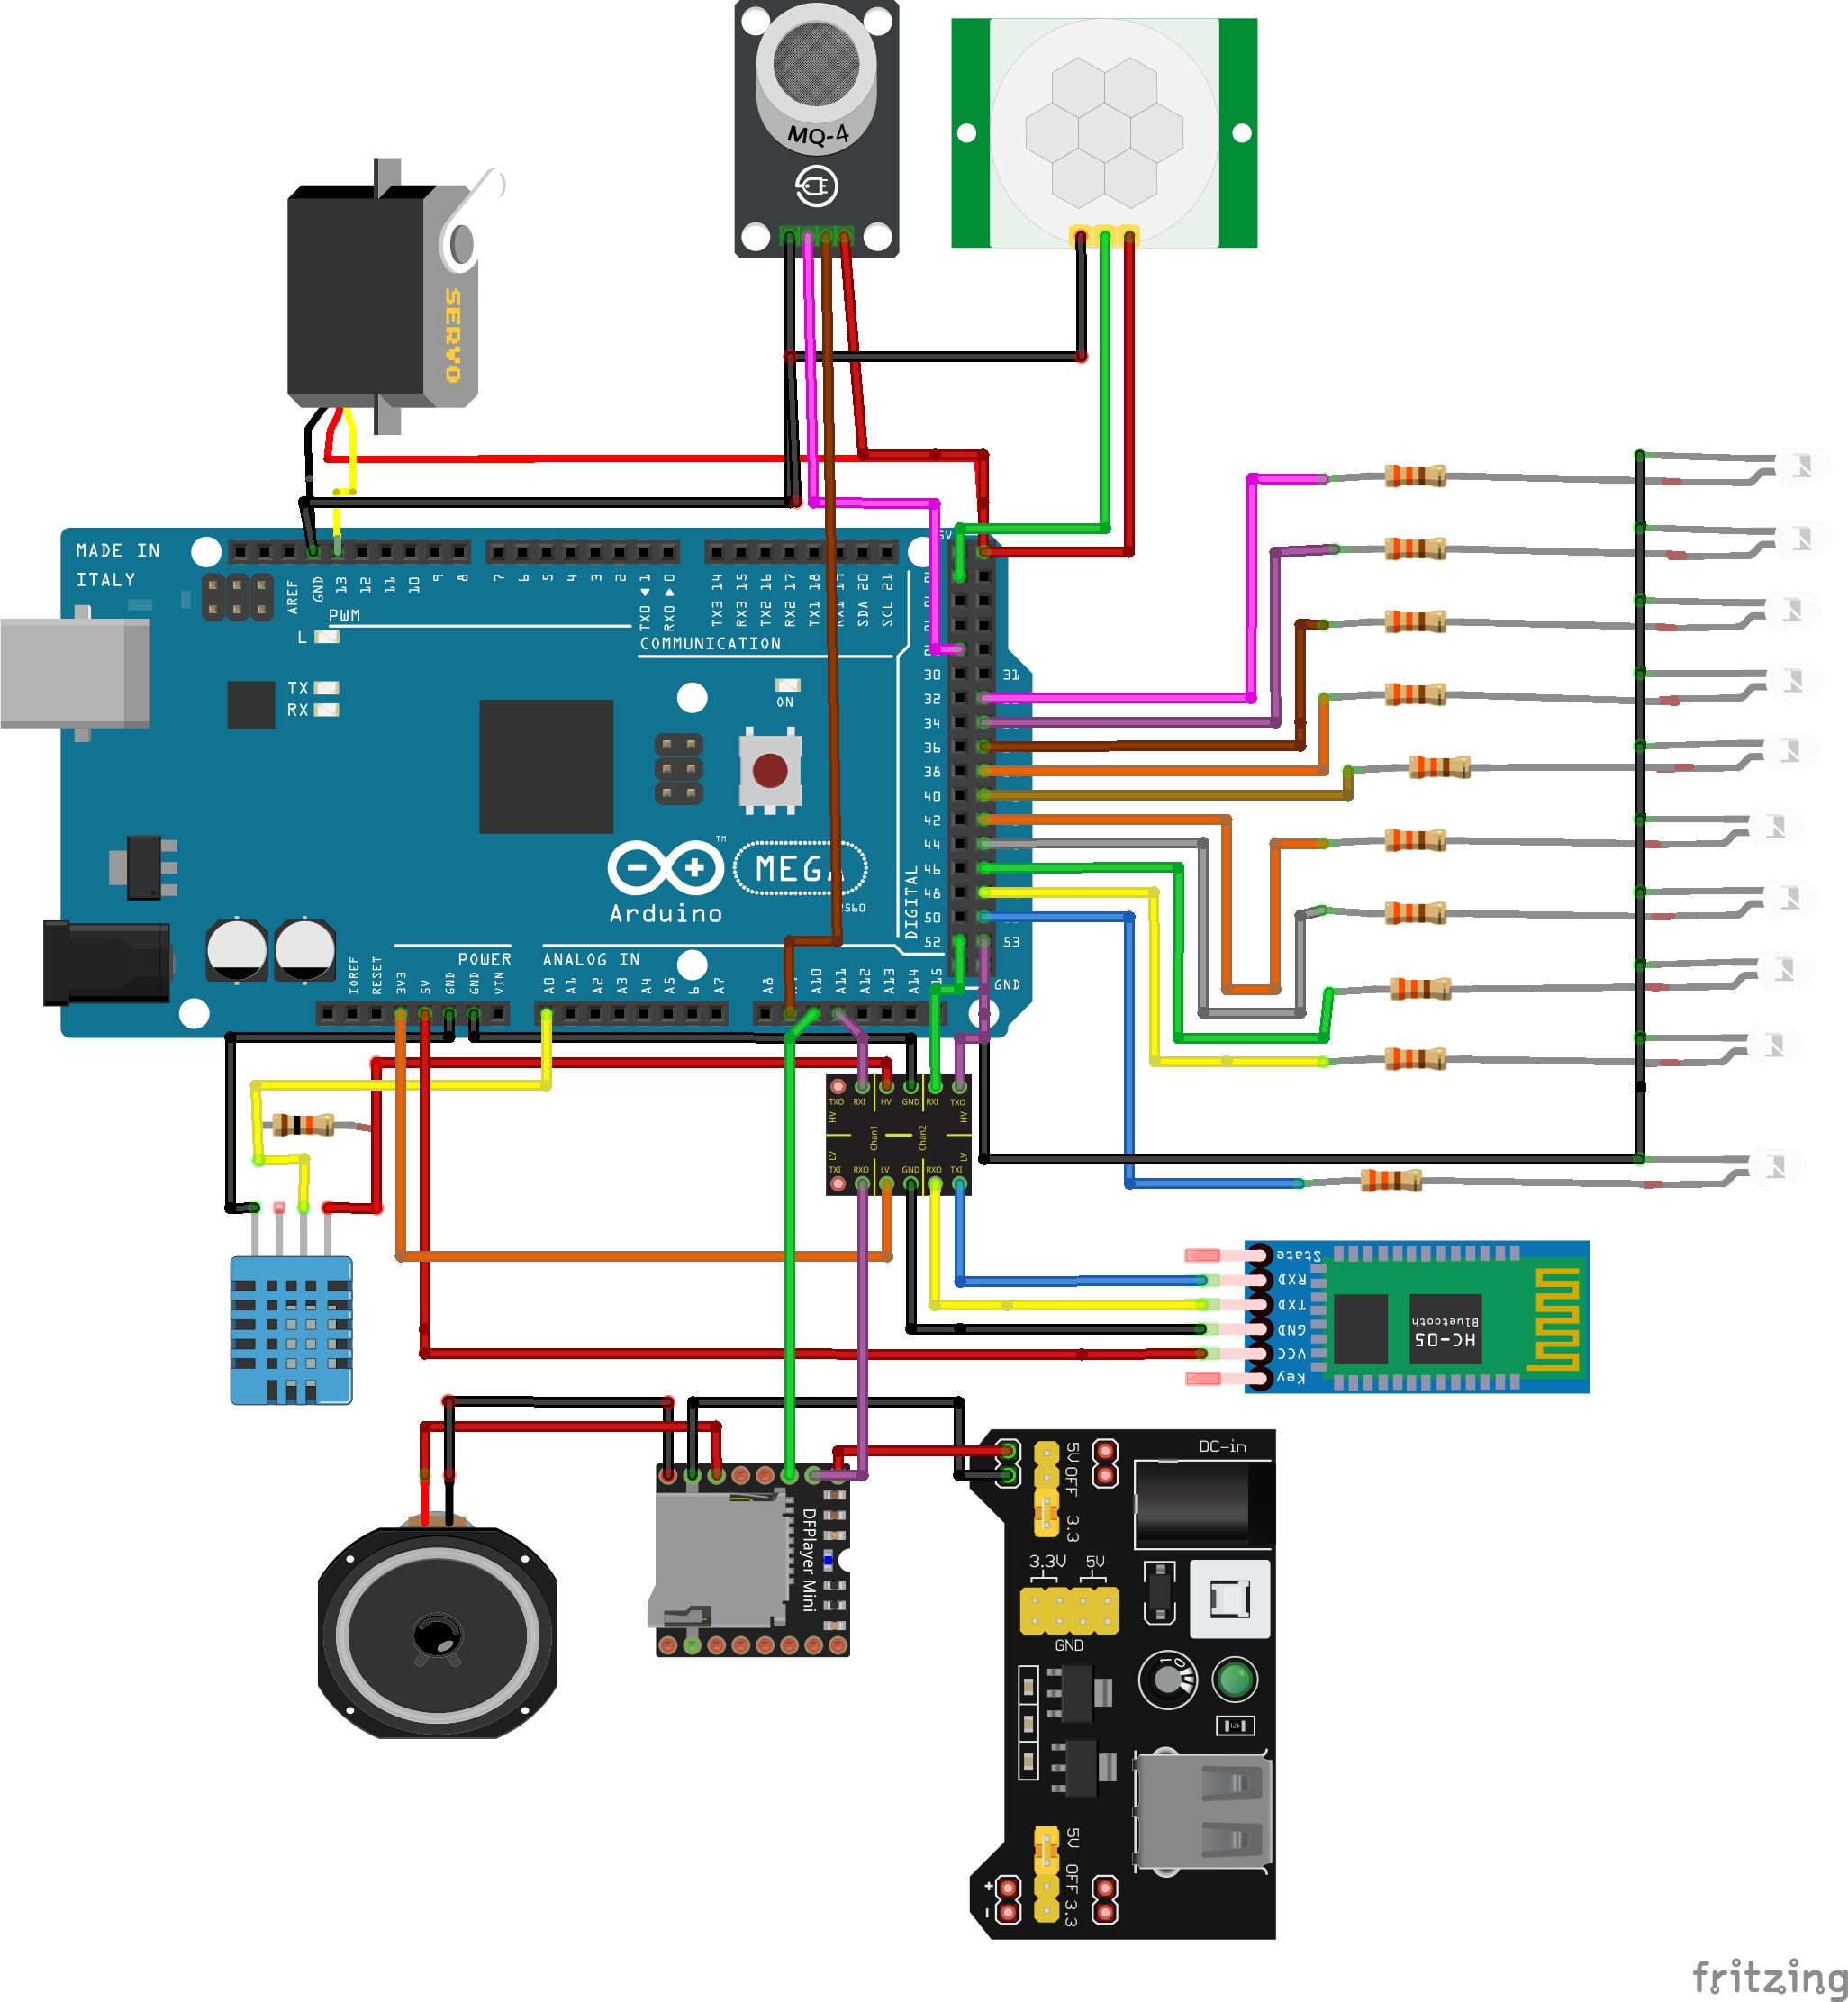 MQ-4
SERVO
MADE IN
ITALY
AREF
GND
13
12
11
10
9
8
7
6
5
4
3
2
TX0 1
RX0 0
TX3 14
RX3 15
TX2 16
RX2 17
TX1 18
RX1 19
SDA 20
SCL 21
5V
PWM
L
COMMUNICATION
TX
RX
ON
30
31
32
34
36
38
40
42
44
46
48
50
52
53
GND
DIGITAL
MEGA
2560
TM
Arduino
POWER
ANALOG IN
IOREF
RESET
3V3
5V
GND
GND
VIN
A0
A1
A2
A3
A4
A5
6
A7
A8
A10
A11
A12
A13
A14
15
TXO
RXI
HV
GND
RXI
TXO
HV
HV
Chan1
Chan2
LV
LV
TXI
RXO
LV
GND
RXO
TXI
State
RXD
TXD
GND
VCC
Key
HC-05
Bluetooth
DFPlayer Mini
5V OFF 3.3
DC-in
3.3V
5V
GND
10
5V OFF 3.3
+
-
fritzing